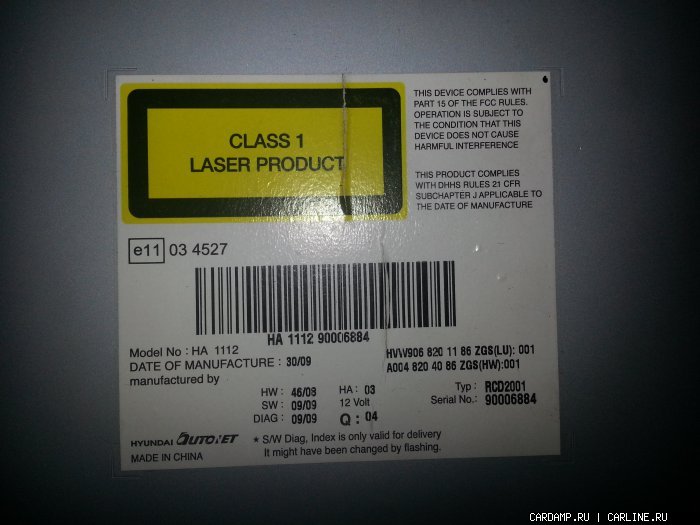 CLASS 1
LASER PRODUCT
THIS DEVICE COMPLIES WITH
PART 15 OF THE FCC RULES.
OPERATION IS SUBJECT TO
THE CONDITION THAT THIS
DEVICE DOES NOT CAUSE
HARMFUL INTERFERENCE
THIS PRODUCT COMPLIES
WITH DHHS RULES 21 CFR
SUBCHAPTER J APPLICABLE TO
THE DATE OF MANUFACTURE
e11 03 4527
HA 1112 90006884
Model No : HA 1112
DATE OF MANUFACTURE : 30/09
manufactured by
HVW906 820 11 86 ZGS(LU): 001
A004 820 40 86 ZGS(HW):001
HW : 46/08 HA : 03
SW : 09/09 12 Volt
DIAG : 09/09 Q : 04
Typ : RCD2001
Serial No.: 90006884
HYUNDAI AUTONET
MADE IN CHINA
* S/W Diag, Index is only valid for delivery
It might have been changed by flashing.
CARDAMP.RU | CARLINE.RU